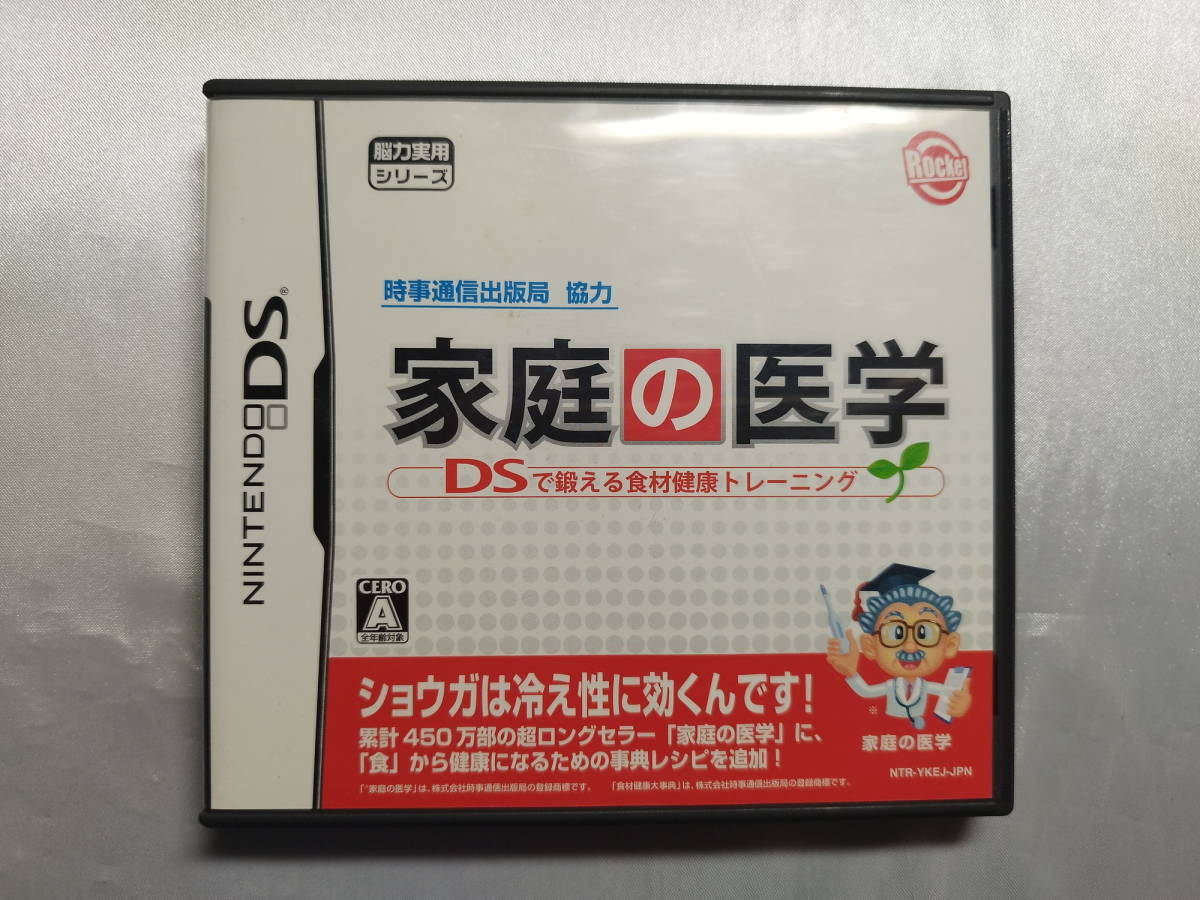 NINTENDO DS®
脳力実用
シリーズ
Rocket
時事通信出版局 協力
家庭の医学
DSで鍛える食材健康トレーニング
CERO
A
全年齢対象
ショウガは冷え性に効くんです!
累計450万部の超ロングセラー「家庭の医学」に、
「食」から健康になるための事典レシピを追加!
「"家庭の医学」は、株式会社時事通信出版局の登録商標です。 「食材健康大事典」は、株式会社時事通信出版局の登録商標です。
※
家庭の医学
NTR-YKEJ-JPN